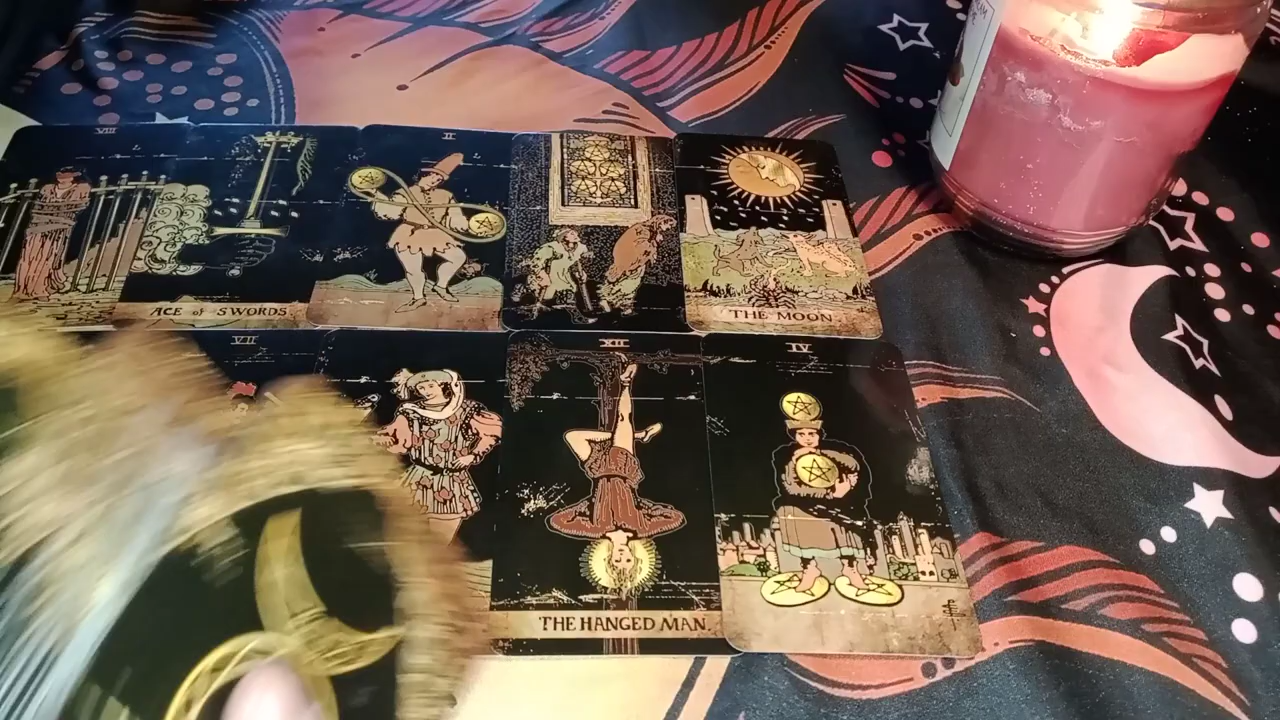 VIII
II
ACE of SWORDS
THE MOON
VII
XII
IV
THE HANGED MAN.